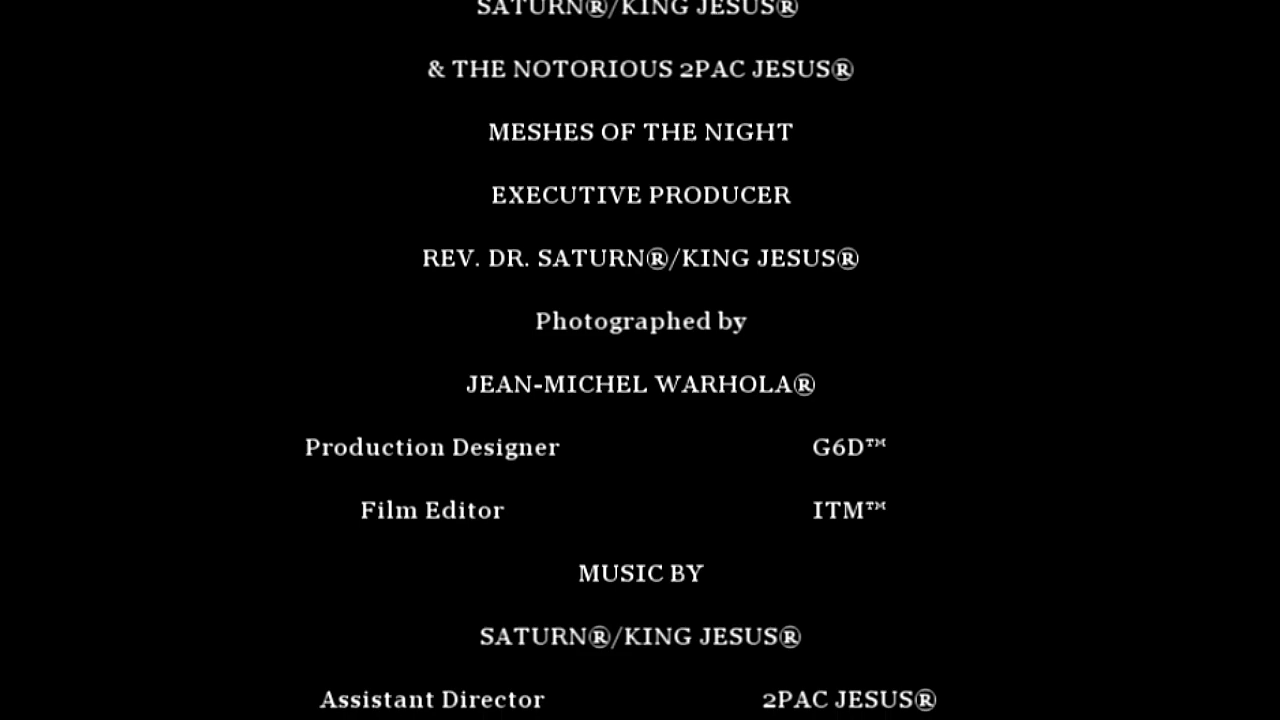 SATURN®/KING JESUS®
& THE NOTORIOUS 2PAC JESUS®
MESHES OF THE NIGHT
EXECUTIVE PRODUCER
REV. DR. SATURN®/KING JESUS®
Photographed by
JEAN-MICHEL WARHOLA®
Production Designer G6D™
Film Editor ITM™
MUSIC BY
SATURN®/KING JESUS®
Assistant Director 2PAC JESUS®